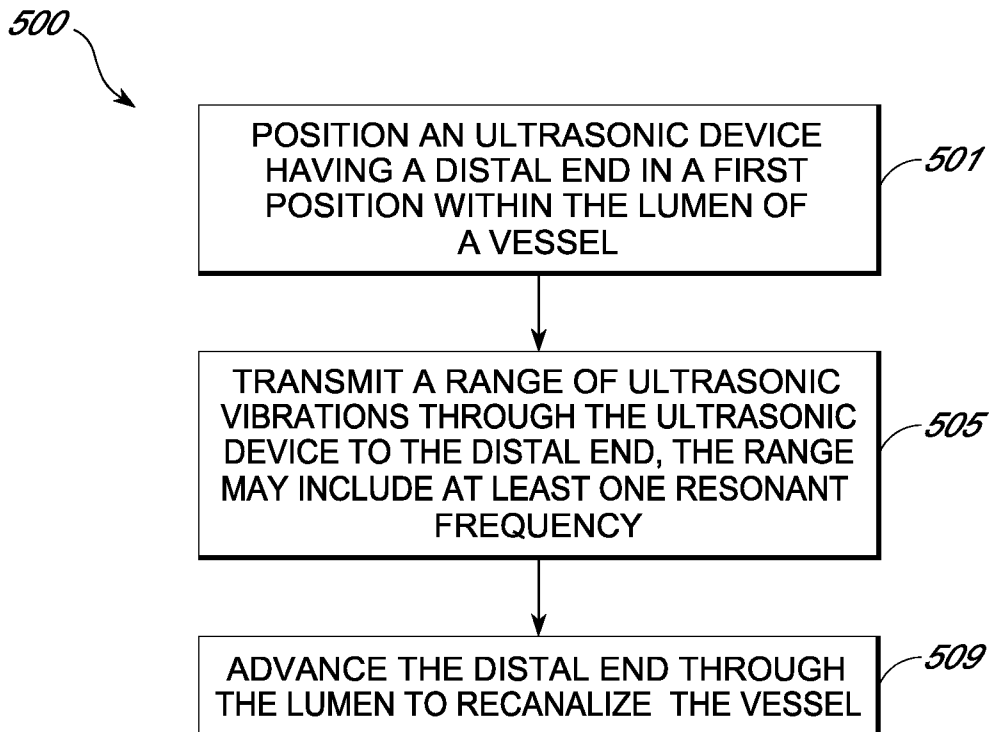 500
POSITION AN ULTRASONIC DEVICE
HAVING A DISTAL END IN A FIRST
POSITION WITHIN THE LUMEN OF
A VESSEL
501
TRANSMIT A RANGE OF ULTRASONIC
VIBRATIONS THROUGH THE ULTRASONIC
DEVICE TO THE DISTAL END, THE RANGE
MAY INCLUDE AT LEAST ONE RESONANT
FREQUENCY
505
ADVANCE THE DISTAL END THROUGH
THE LUMEN TO RECANALIZE THE VESSEL
509